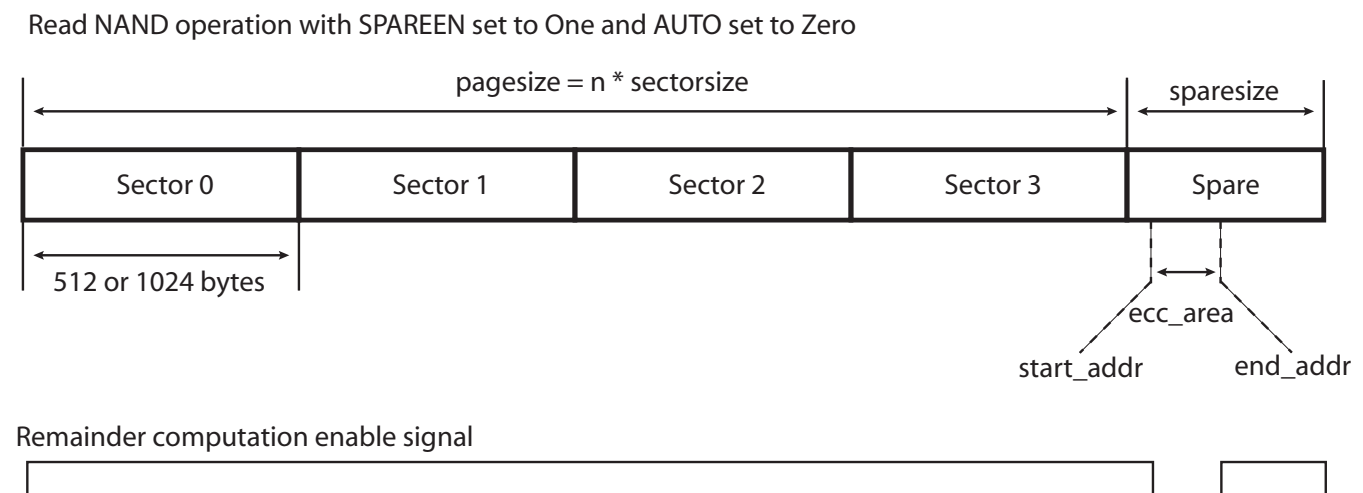 Read NAND operation with SPAREEN set to One and AUTO set to Zero
pagesize = n * sectorsize
sparesize
Sector 0
Sector 1
Sector 2
Sector 3
Spare
512 or 1024 bytes
ecc_area
start_addr
end_addr
Remainder computation enable signal